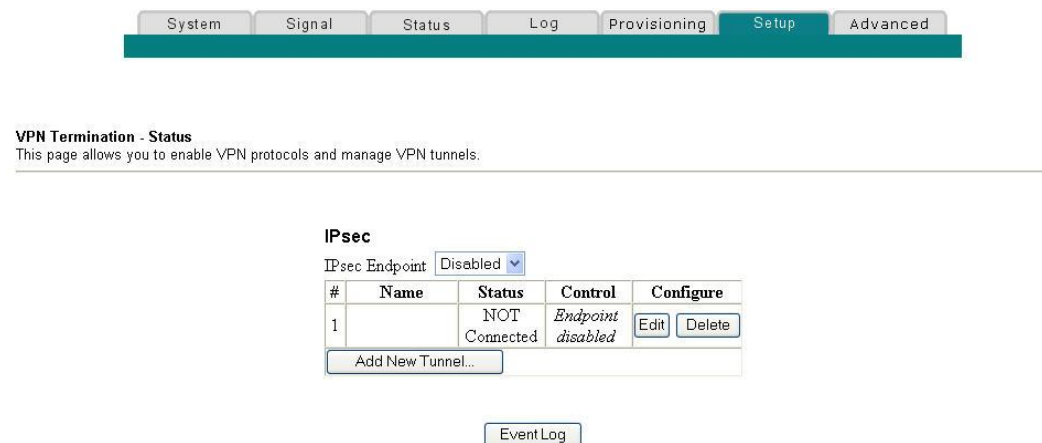 System Signal Status Log Provisioning Setup Advanced
VPN Termination - Status
This page allows you to enable VPN protocols and manage VPN tunnels.
IPsec
IPsec Endpoint Disabled
# Name Status Control Configure
1 NOT Connected Endpoint disabled Edit Delete
Add New Tunnel...
Event Log